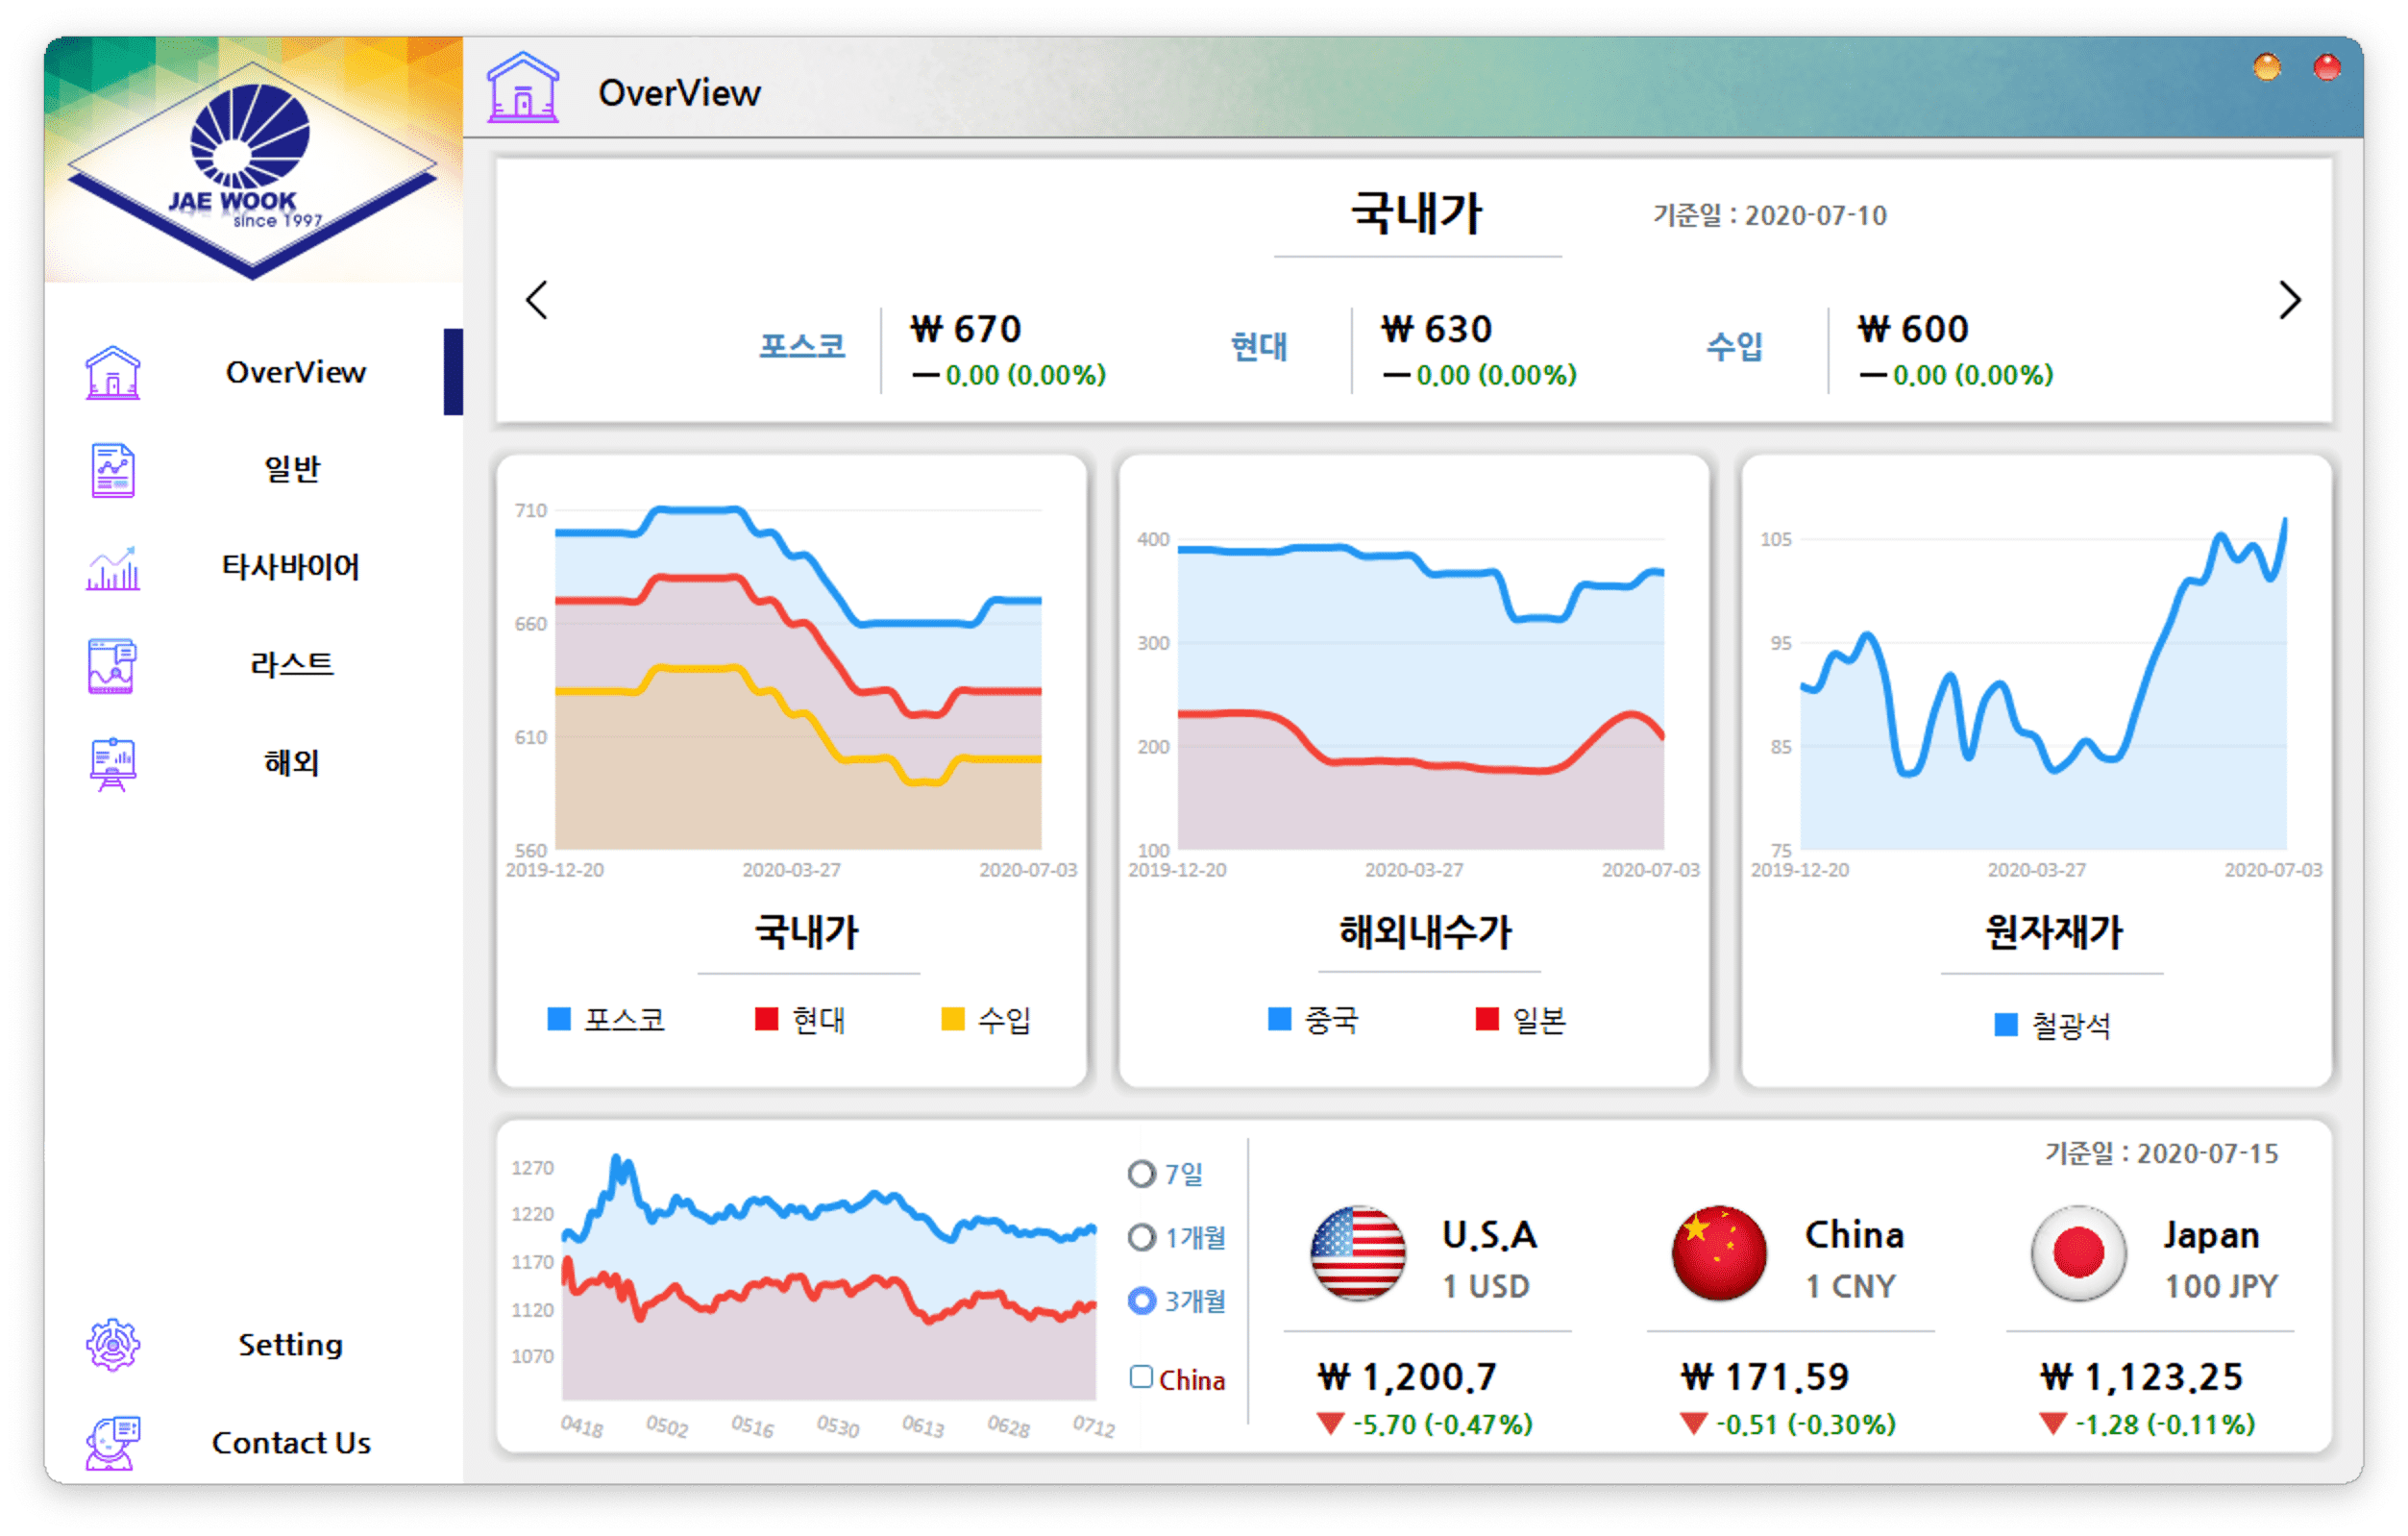 JAE WOOK
since 1997
OverView
일반
타사바이어
라스트
해외
Setting
Contact Us
OverView
국내가
기준일 : 2020-07-10
포스코
₩ 670
0.00 (0.00%)
현대
₩ 630
0.00 (0.00%)
수입
₩ 600
0.00 (0.00%)
710
660
610
560
2019-12-20 2020-03-27 2020-07-03
국내가
포스코 현대 수입
400
300
200
100
2019-12-20 2020-03-27 2020-07-03
해외내수가
중국 일본
105
95
85
75
2019-12-20 2020-03-27 2020-07-03
원자재가
철광석
1270
1220
1170
1120
1070
0418 0502 0516 0530 0613 0628 0712
7일
1개월
3개월
China
기준일 : 2020-07-15
U.S.A
1 USD
₩ 1,200.7
-5.70 (-0.47%)
China
1 CNY
₩ 171.59
-0.51 (-0.30%)
Japan
100 JPY
₩ 1,123.25
-1.28 (-0.11%)